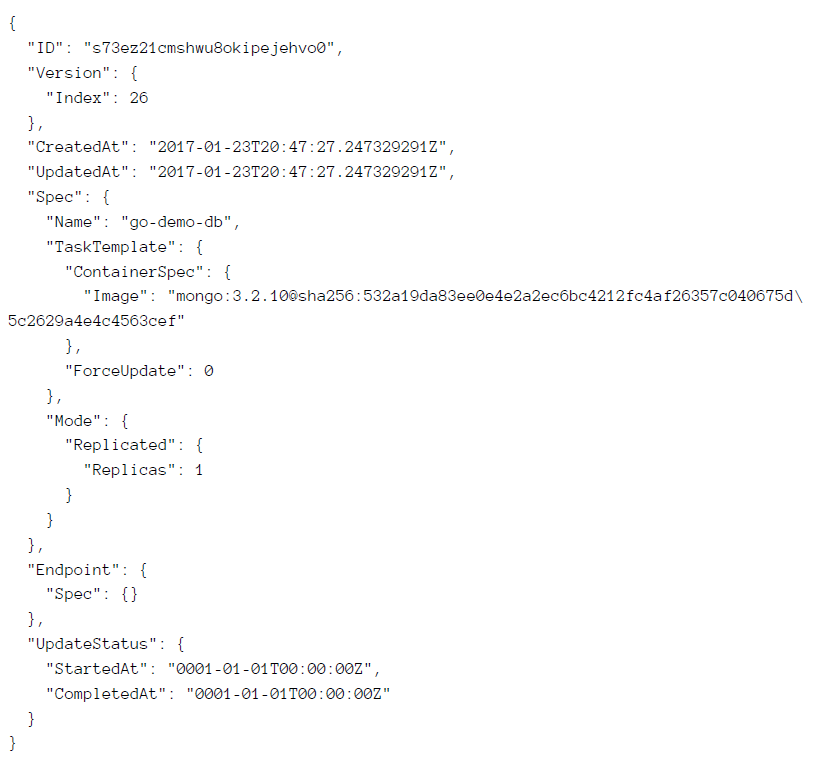 {
  "ID": "s73ez21cmshwu8okipejehvo0",
  "Version": {
    "Index": 26
  },
  "CreatedAt": "2017-01-23T20:47:27.247329291Z",
  "UpdatedAt": "2017-01-23T20:47:27.247329291Z",
  "Spec": {
    "Name": "go-demo-db",
    "TaskTemplate": {
      "ContainerSpec": {
        "Image": "mongo:3.2.10@sha256:532a19da83ee0e4e2a2ec6bc4212fc4af26357c040675d\
5c2629a4e4c4563cef"
      },
      "ForceUpdate": 0
    },
    "Mode": {
      "Replicated": {
        "Replicas": 1
      }
    }
  },
  "Endpoint": {
    "Spec": {}
  },
  "UpdateStatus": {
    "StartedAt": "0001-01-01T00:00:00Z",
    "CompletedAt": "0001-01-01T00:00:00Z"
  }
}